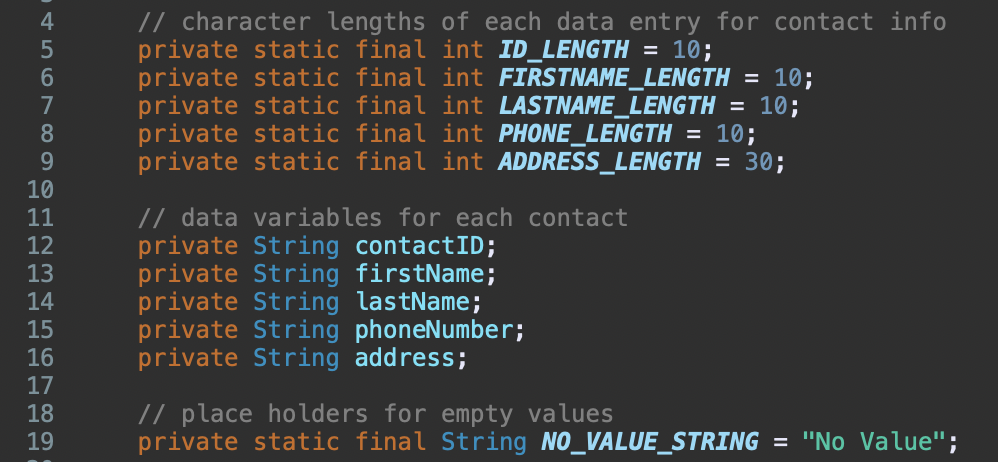 4 // character lengths of each data entry for contact info
5 private static final int ID_LENGTH = 10;
6 private static final int FIRSTNAME_LENGTH = 10;
7 private static final int LASTNAME_LENGTH = 10;
8 private static final int PHONE_LENGTH = 10;
9 private static final int ADDRESS_LENGTH = 30;
10
11 // data variables for each contact
12 private String contactID;
13 private String firstName;
14 private String lastName;
15 private String phoneNumber;
16 private String address;
17
18 // place holders for empty values
19 private static final String NO_VALUE_STRING = "No Value";